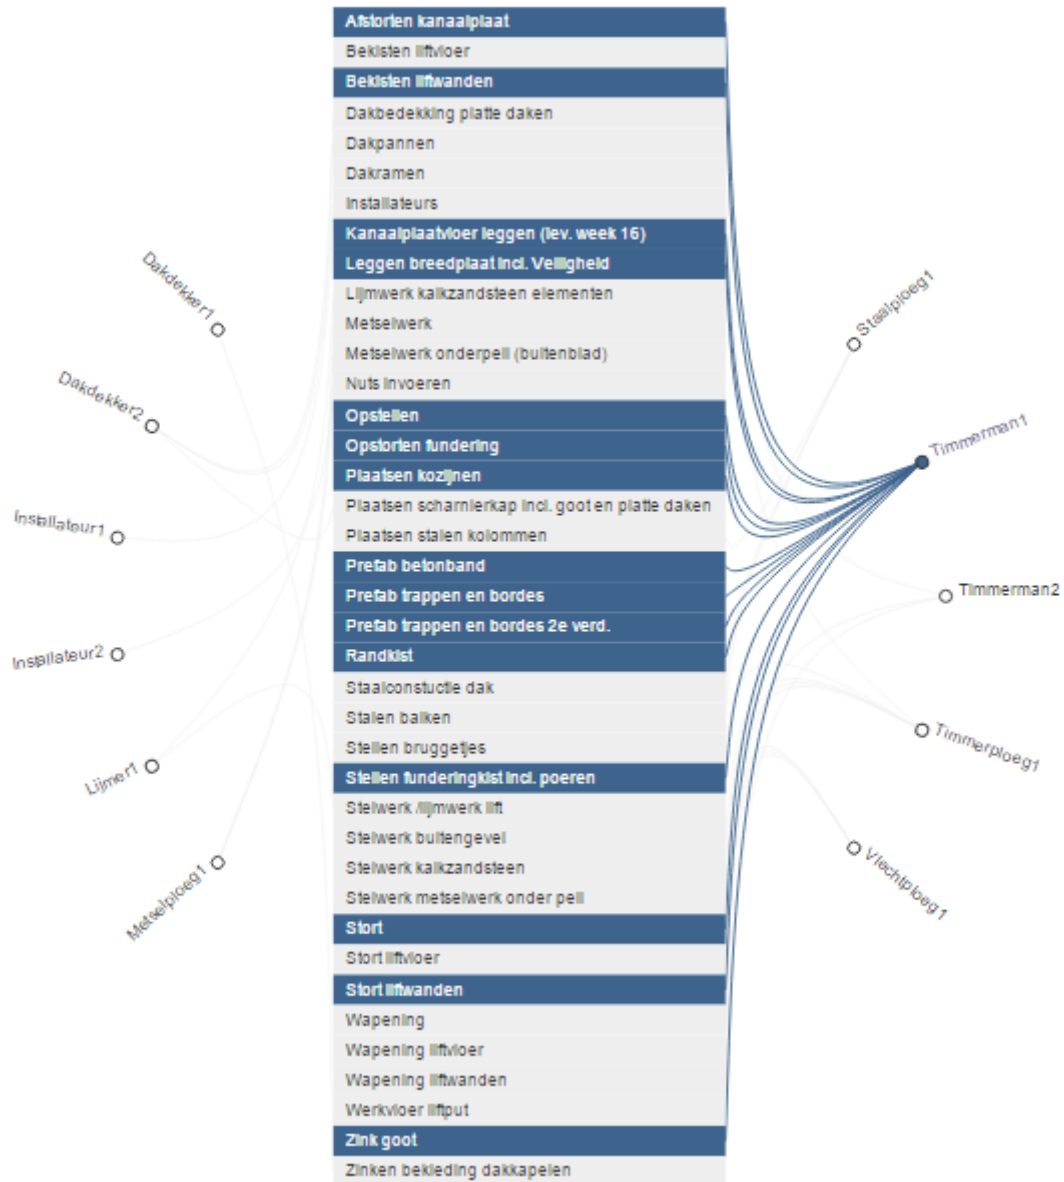 Afstorten kanaalplaat
Bekisten liftvloer
Bekisten liftwanden
Dakbedekking platte daken
Dakpannen
Dakramen
Installateurs
Kanaalplaatvloer leggen (lev. week 16)
Leggen breedplaat incl. Veiligheid
Lijmwerk kalkzandsteen elementen
Metselwerk
Metselwerk onderpeil (buitenblad)
Nuts invoeren
Opstellen
Opstorten fundering
Plaatsen kozijnen
Plaatsen scharnierkap incl. goot en platte daken
Plaatsen stalen kolommen
Prefab betonband
Prefab trappen en bordes
Prefab trappen en bordes 2e verd.
Randkist
Staalconstuctie dak
Stalen balken
Stellen bruggetjes
Stellen funderingkist incl. poeren
Stelwerk /lijmwerk lift
Stelwerk buitengevel
Stelwerk kalkzandsteen
Stelwerk metselwerk onder peil
Stort
Stort liftvloer
Stort liftwanden
Wapening
Wapening liftvloer
Wapening liftwanden
Werkvloer liftput
Zink goot
Zinken bekleding dakkapelen
Dakdekker1
Dakdekker2
Installateur1
Installateur2
Lijmer1
Metselploeg1
Staalploeg1
Timmerman1
Timmerman2
Timmerploeg1
Vlechtploeg1